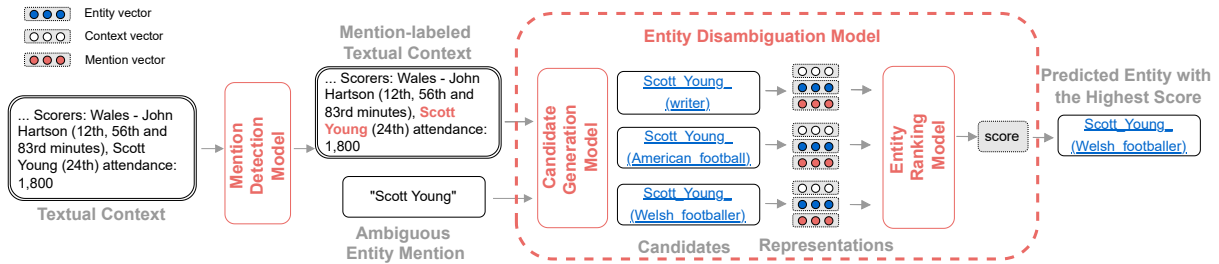 Entity vector
Context vector
Mention vector
... Scorers: Wales - John
Hartson (12th, 56th and
83rd minutes), Scott
Young (24th) attendance:
1,800
Textual Context
Mention
Detection
Model
Mention-labeled
Textual Context
... Scorers: Wales - John
Hartson (12th, 56th and
83rd minutes), Scott
Young (24th) attendance:
1,800
"Scott Young"
Ambiguous
Entity Mention
Entity Disambiguation Model
Candidate
Generation
Model
Scott_Young_
(writer)
Scott_Young_
(American_football)
Scott_Young_
(Welsh_footballer)
Candidates
Representations
Entity
Ranking
Model
score
Predicted Entity with
the Highest Score
Scott_Young_
(Welsh_footballer)